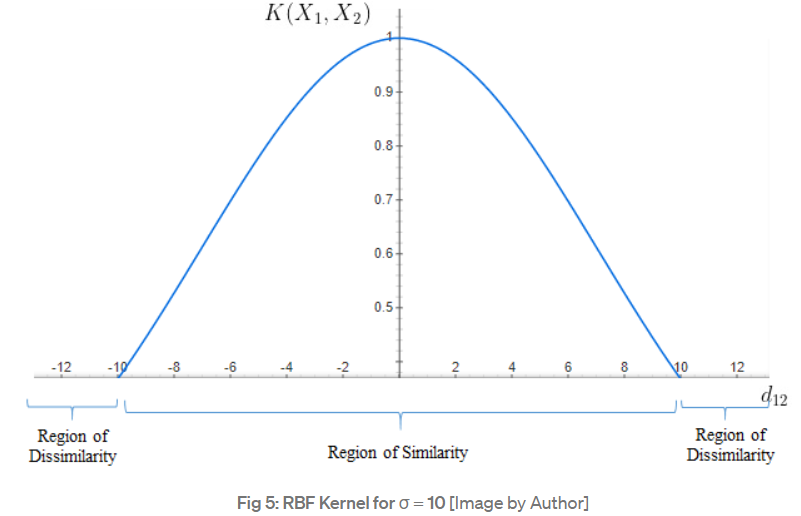 K(X₁, X₂)
1
0.9
0.8
0.7
0.6
0.5
-12 -10 -8 -6 -4 -2 2 4 6 8 10 12
d₁₂
Region of
Dissimilarity
Region of Similarity
Region of
Dissimilarity
Fig 5: RBF Kernel for σ = 10 [Image by Author]